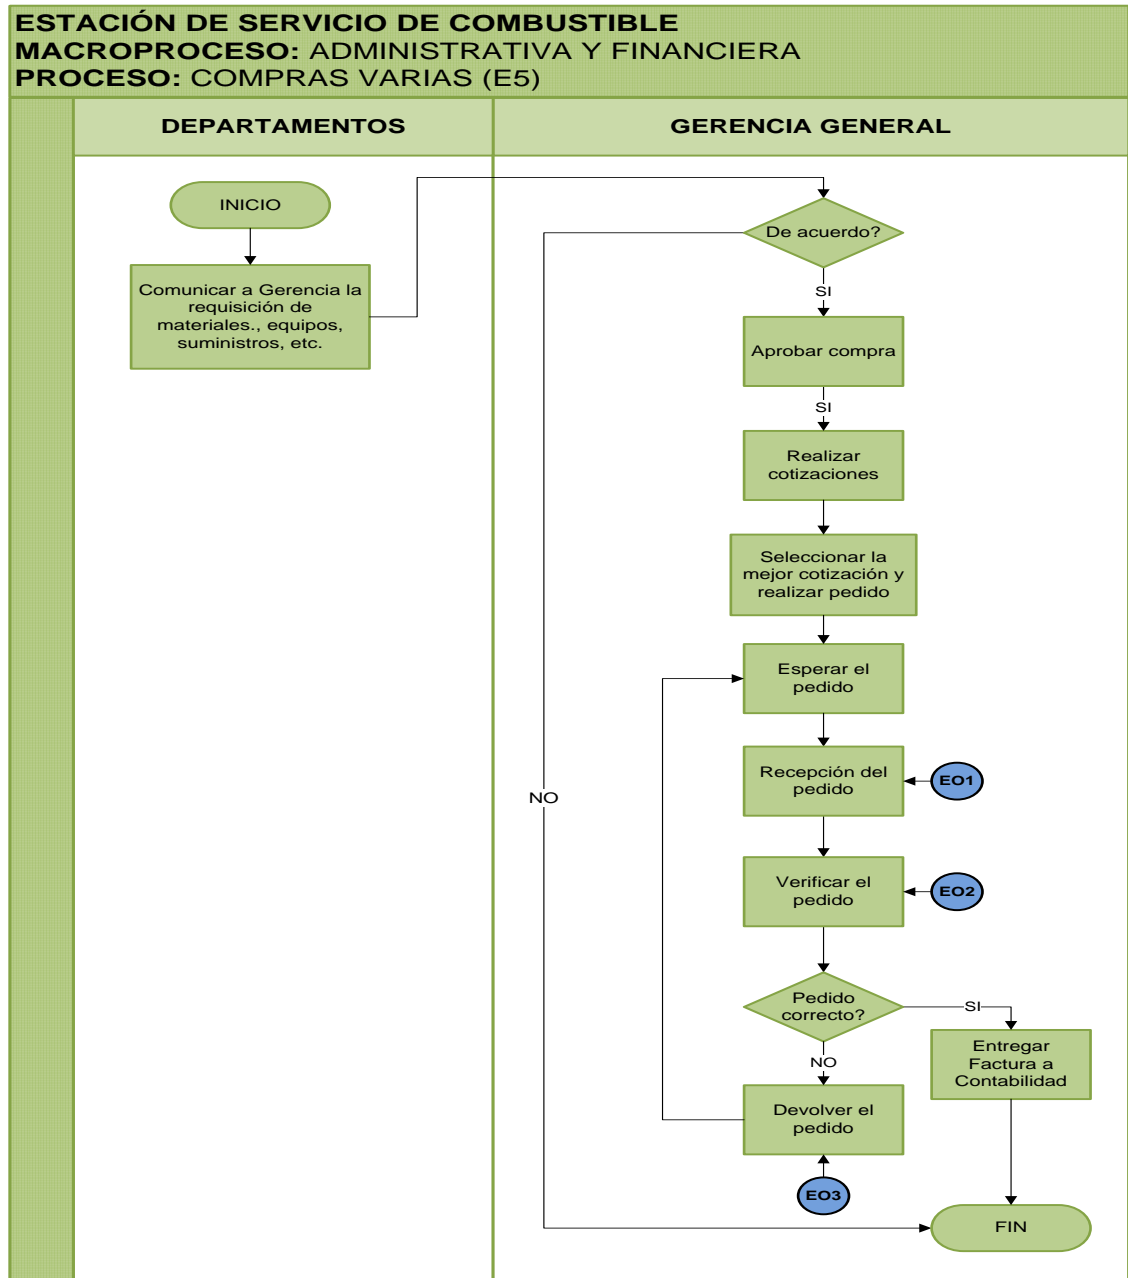 ESTACIÓN DE SERVICIO DE COMBUSTIBLE
MACROPROCESO: ADMINISTRATIVA Y FINANCIERA
PROCESO: COMPRAS VARIAS (E5)
DEPARTAMENTOS
GERENCIA GENERAL
INICIO
Comunicar a Gerencia la
requisición de
materiales., equipos,
suministros, etc.
De acuerdo?
SI
Aprobar compra
SI
Realizar
cotizaciones
Seleccionar la
mejor cotización y
realizar pedido
Esperar el
pedido
Recepción del
pedido
EO1
NO
Verificar el
pedido
EO2
Pedido
correcto?
SI
Entregar
Factura a
Contabilidad
NO
Devolver el
pedido
EO3
FIN